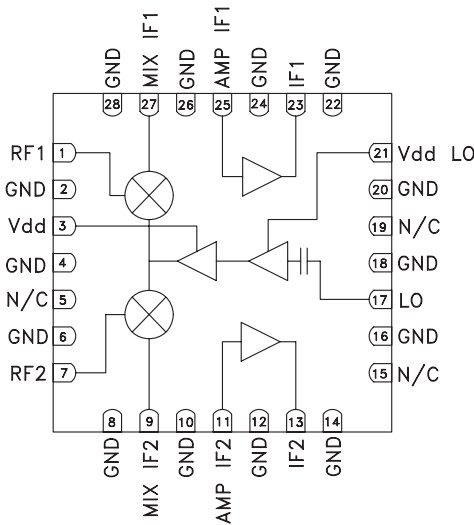 GND
MIX IF1
GND
AMP IF1
GND
IF1
GND
28
27
26
25
24
23
22
RF1 1
GND 2
Vdd 3
GND 4
N/C 5
GND 6
RF2 7
21 Vdd LO
20 GND
19 N/C
18 GND
17 LO
16 GND
15 N/C
8
9
10
11
12
13
14
GND
MIX IF2
GND
AMP IF2
GND
IF2
GND